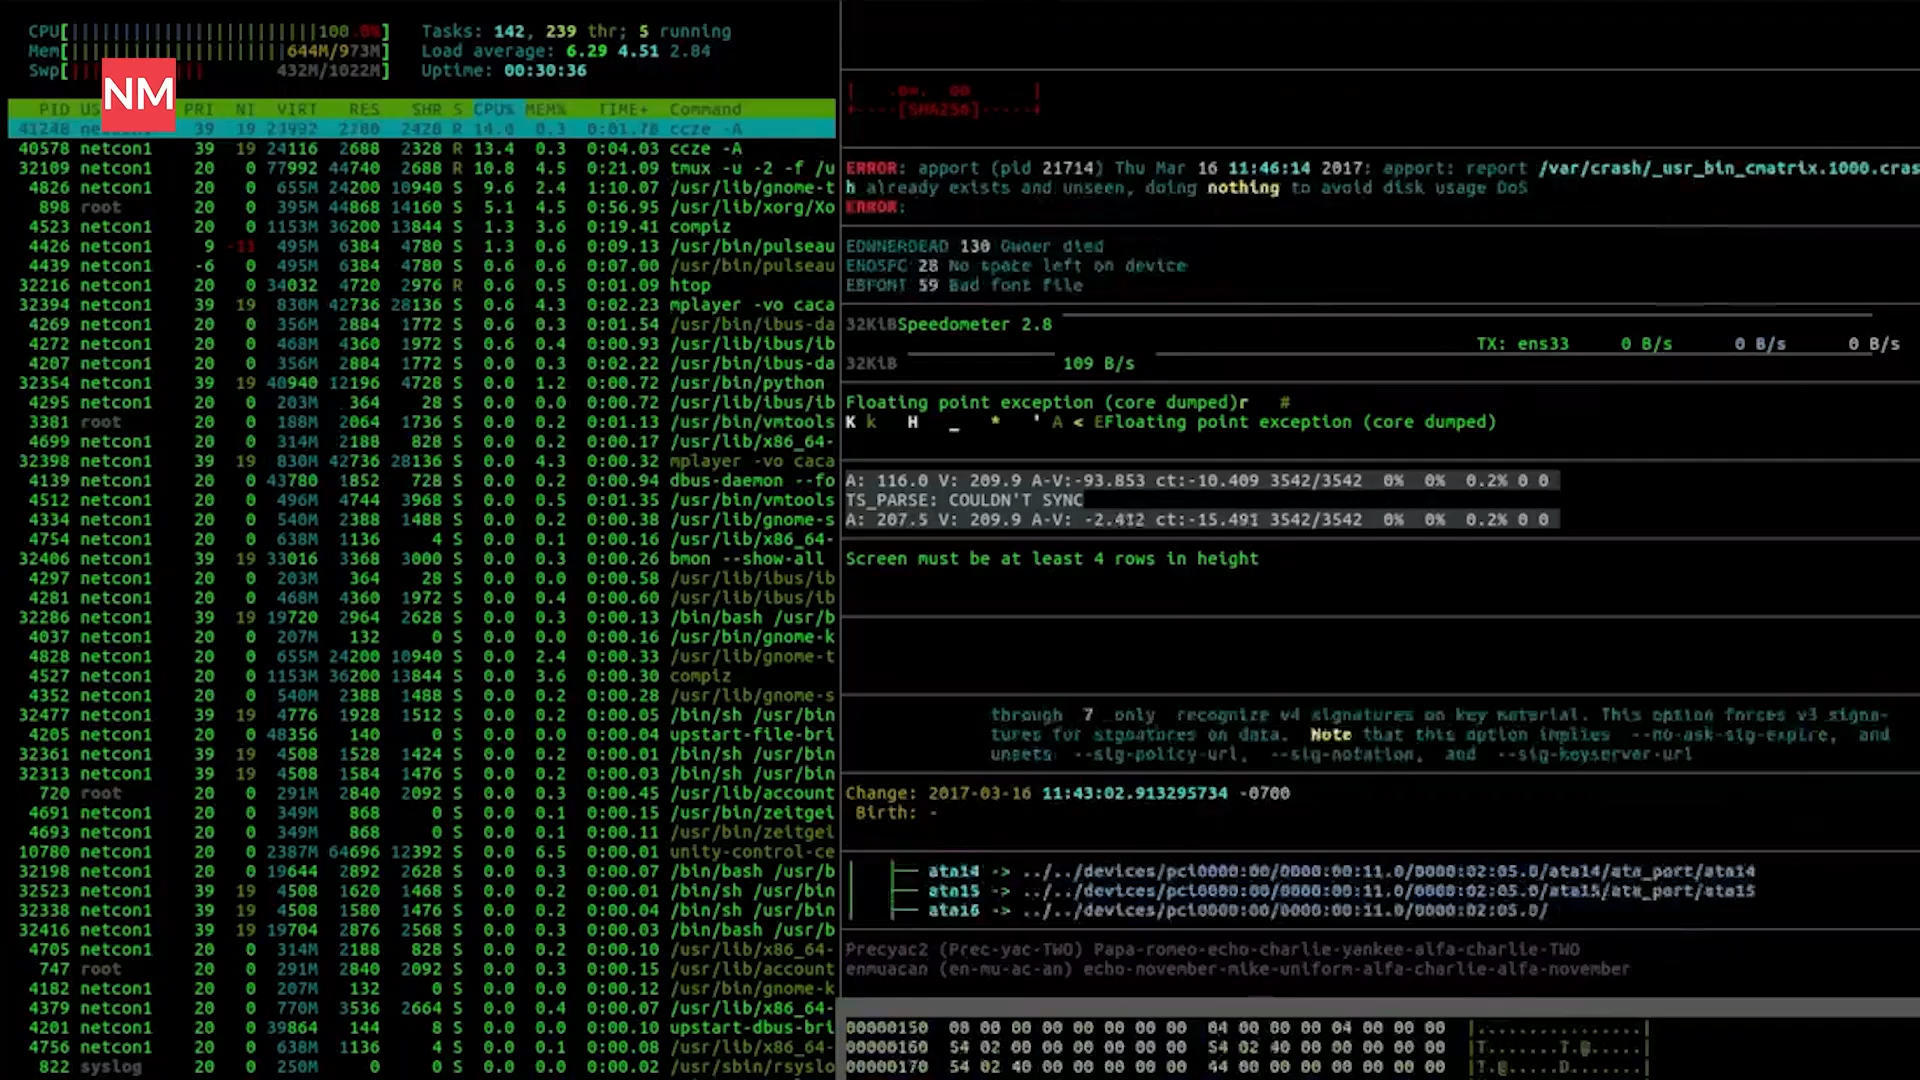 CPU[ 100.0%] Tasks: 142, 239 thr; 5 running
Mem[ 644M/973M] Load average: 6.29 4.51 2.84
Swp[ 432M/1022M] Uptime: 00:30:36
NM
PID US PRI NI VIRT RES SHR S CPU% MEM% TIME+ Command
41248 39 19 21992 2780 2428 R 14.0 0.3 0:01.78 ccze -A
40578 netcon1 39 19 24116 2688 2328 R 13.4 0.3 0:04.03 ccze -A
32109 netcon1 20 0 77992 44740 2688 R 10.8 4.5 0:21.09 tmux -u -2 -f /u
4826 netcon1 20 0 655M 24200 10940 S 9.6 2.4 1:10.07 /usr/lib/gnome-t
898 root 20 0 395M 44868 14160 S 5.1 4.5 0:56.95 /usr/lib/xorg/Xo
4523 netcon1 20 0 1153M 36200 13844 S 1.3 3.6 0:19.41 compiz
4426 netcon1 9 -11 495M 6384 4780 S 1.3 0.6 0:09.13 /usr/bin/pulseau
4439 netcon1 -6 0 495M 6384 4780 S 0.6 0.6 0:07.00 /usr/bin/pulseau
32216 netcon1 20 0 34032 4720 2976 R 0.6 0.5 0:01.09 htop
32394 netcon1 39 19 830M 42736 28136 S 0.6 4.3 0:02.23 mplayer -vo caca
4269 netcon1 20 0 356M 2884 1772 S 0.6 0.3 0:01.54 /usr/bin/ibus-da
4272 netcon1 20 0 468M 4360 1972 S 0.6 0.4 0:00.93 /usr/lib/ibus/ib
4207 netcon1 20 0 356M 2884 1772 S 0.0 0.3 0:02.22 /usr/bin/ibus-da
32354 netcon1 39 19 40940 12196 4728 S 0.0 1.2 0:00.72 /usr/bin/python
4295 netcon1 20 0 203M 364 28 S 0.0 0.0 0:00.72 /usr/lib/ibus/ib
3381 root 20 0 188M 2064 1736 S 0.0 0.2 0:01.13 /usr/bin/vmtools
4699 netcon1 20 0 314M 2188 828 S 0.0 0.2 0:00.17 /usr/lib/x86_64-
32398 netcon1 39 19 830M 42736 28136 S 0.0 4.3 0:00.32 mplayer -vo caca
4139 netcon1 20 0 43780 1852 728 S 0.0 0.2 0:00.94 dbus-daemon --fo
4512 netcon1 20 0 496M 4744 3968 S 0.0 0.5 0:01.35 /usr/bin/vmtools
4334 netcon1 20 0 540M 2388 1488 S 0.0 0.2 0:00.38 /usr/lib/gnome-s
4754 netcon1 20 0 638M 1136 4 S 0.0 0.1 0:00.16 /usr/lib/x86_64-
32406 netcon1 39 19 33016 3368 3000 S 0.0 0.3 0:00.26 bmon --show-all
4297 netcon1 20 0 203M 364 28 S 0.0 0.0 0:00.58 /usr/lib/ibus/ib
4281 netcon1 20 0 468M 4360 1972 S 0.0 0.4 0:00.60 /usr/lib/ibus/ib
32286 netcon1 39 19 19720 2964 2628 S 0.0 0.3 0:00.13 /bin/bash /usr/b
4037 netcon1 20 0 207M 132 0 S 0.0 0.0 0:00.16 /usr/bin/gnome-k
4828 netcon1 20 0 655M 24200 10940 S 0.0 2.4 0:00.33 /usr/lib/gnome-t
4527 netcon1 20 0 1153M 36200 13844 S 0.0 3.6 0:00.30 compiz
4352 netcon1 20 0 540M 2388 1488 S 0.0 0.2 0:00.28 /usr/lib/gnome-s
32477 netcon1 39 19 4776 1928 1512 S 0.0 0.2 0:00.05 /bin/sh /usr/bin
4205 netcon1 20 0 48356 140 0 S 0.0 0.0 0:00.04 upstart-file-bri
32361 netcon1 39 19 4508 1528 1424 S 0.0 0.2 0:00.01 /bin/sh /usr/bin
32313 netcon1 39 19 4508 1584 1476 S 0.0 0.2 0:00.03 /bin/sh /usr/bin
720 root 20 0 291M 2840 2092 S 0.0 0.3 0:00.45 /usr/lib/account
4691 netcon1 20 0 349M 868 0 S 0.0 0.1 0:00.15 /usr/bin/zeitgei
4693 netcon1 20 0 349M 868 0 S 0.0 0.1 0:00.11 /usr/bin/zeitgei
10780 netcon1 20 0 2387M 64696 12392 S 0.0 6.5 0:00.01 unity-control-ce
32198 netcon1 20 0 19644 2892 2628 S 0.0 0.3 0:00.07 /bin/bash /usr/b
32523 netcon1 39 19 4508 1620 1468 S 0.0 0.2 0:00.01 /bin/sh /usr/bin
32338 netcon1 39 19 4508 1580 1476 S 0.0 0.2 0:00.04 /bin/sh /usr/bin
32416 netcon1 39 19 19704 2876 2568 S 0.0 0.3 0:00.03 /bin/bash /usr/b
4705 netcon1 20 0 314M 2188 828 S 0.0 0.2 0:00.10 /usr/lib/x86_64-
747 root 20 0 291M 2840 2092 S 0.0 0.3 0:00.15 /usr/lib/account
4182 netcon1 20 0 207M 132 0 S 0.0 0.0 0:00.12 /usr/bin/gnome-k
4379 netcon1 20 0 770M 3536 2664 S 0.0 0.4 0:00.07 /usr/lib/x86_64-
4201 netcon1 20 0 39864 144 8 S 0.0 0.0 0:00.10 upstart-dbus-bri
4756 netcon1 20 0 638M 1136 4 S 0.0 0.1 0:00.08 /usr/lib/x86_64-
822 syslog 20 0 250M 0 0 S 0.0 0.0 0:00.02 /usr/sbin/rsyslo
+----[SHA256]-----+
ERROR: apport (pid 21714) Thu Mar 16 11:46:14 2017: apport: report /var/crash/_usr_bin_cmatrix.1000.cras
h already exists and unseen, doing nothing to avoid disk usage DoS
ERROR:
EOWNERDEAD 130 Owner died
ENOSPC 28 No space left on device
EBFONT 59 Bad font file
32KiB Speedometer 2.8
TX: ens33 0 B/s 0 B/s 0 B/s
32KiB 109 B/s
Floating point exception (core dumped)r #
K k H _ * ' A < EFloating point exception (core dumped)
A: 116.0 V: 209.9 A-V:-93.853 ct:-10.409 3542/3542 0% 0% 0.2% 0 0
TS_PARSE: COULDN'T SYNC
A: 207.5 V: 209.9 A-V: -2.412 ct:-15.491 3542/3542 0% 0% 0.2% 0 0
Screen must be at least 4 rows in height
through 7 only recognize v4 signatures on key material. This option forces v3 signa-
tures for signatures on data. Note that this option implies --no-ask-sig-expire, and
unsets --sig-policy-url, --sig-notation, and --sig-keyserver-url
Change: 2017-03-16 11:43:02.913295734 -0700
Birth: -
ata14 -> ../../devices/pci0000:00/0000:00:11.0/0000:02:05.0/ata14/ata_port/ata14
ata15 -> ../../devices/pci0000:00/0000:00:11.0/0000:02:05.0/ata15/ata_port/ata15
ata16 -> ../../devices/pci0000:00/0000:00:11.0/0000:02:05.0/
Precyac2 (Prec-yac-TWO) Papa-romeo-echo-charlie-yankee-alfa-charlie-TWO
enmuacan (en-mu-ac-an) echo-november-mike-uniform-alfa-charlie-alfa-november
00000150 08 00 00 00 00 00 00 00 04 00 00 00 04 00 00 00 |................|
00000160 54 02 00 00 00 00 00 00 54 02 40 00 00 00 00 00 |T.......T.@.....|
00000170 54 02 40 00 00 00 00 00 44 00 00 00 00 00 00 00 |T.@.....D.......|